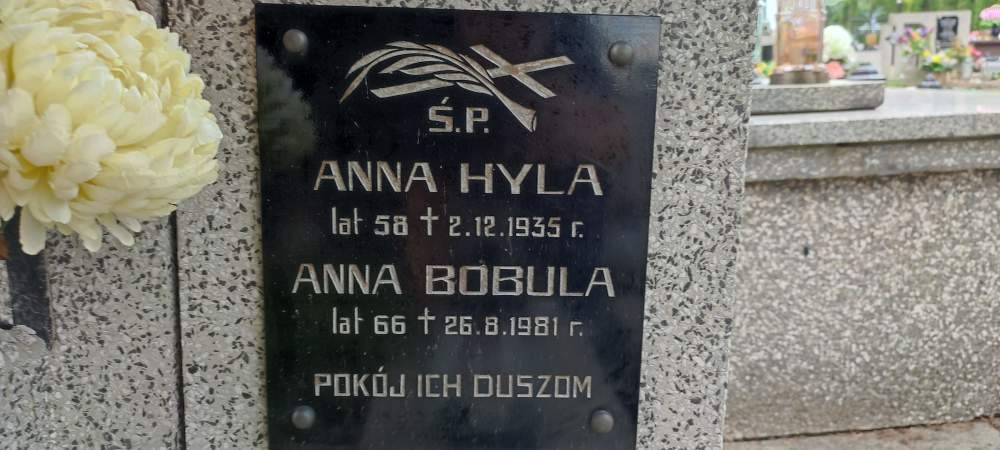 Ś.P.
ANNA HYLA
lat 58 † 2.12.1935 r.
ANNA BOBULA
lat 66 † 26.8.1981 r.
POKÓJ ICH DUSZOM